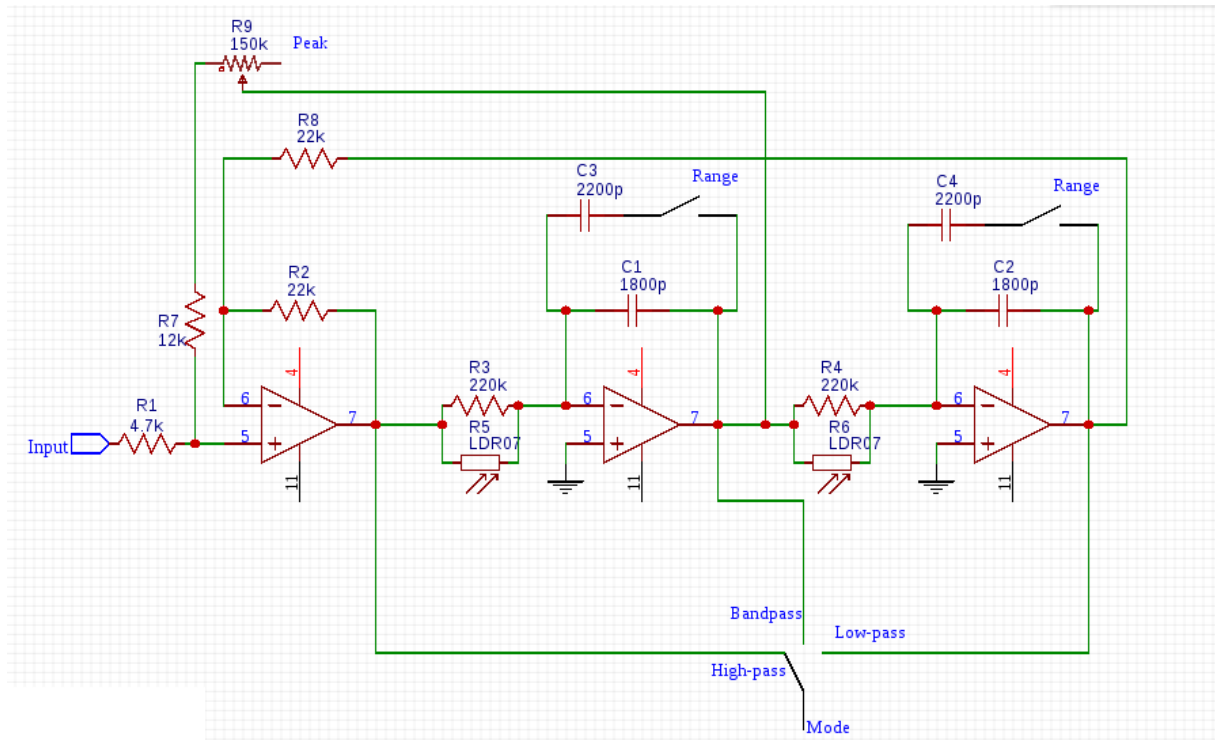 R9
150k
Peak
R8
22k
C3
2200p
Range
C4
2200p
Range
R2
22k
C1
1800p
C2
1800p
R7
12k
R1
4.7k
Input
6
5
4
7
11
R3
220k
R5
LDR07
6
5
4
7
11
R4
220k
R6
LDR07
6
5
4
7
11
Bandpass
Low-pass
High-pass
Mode